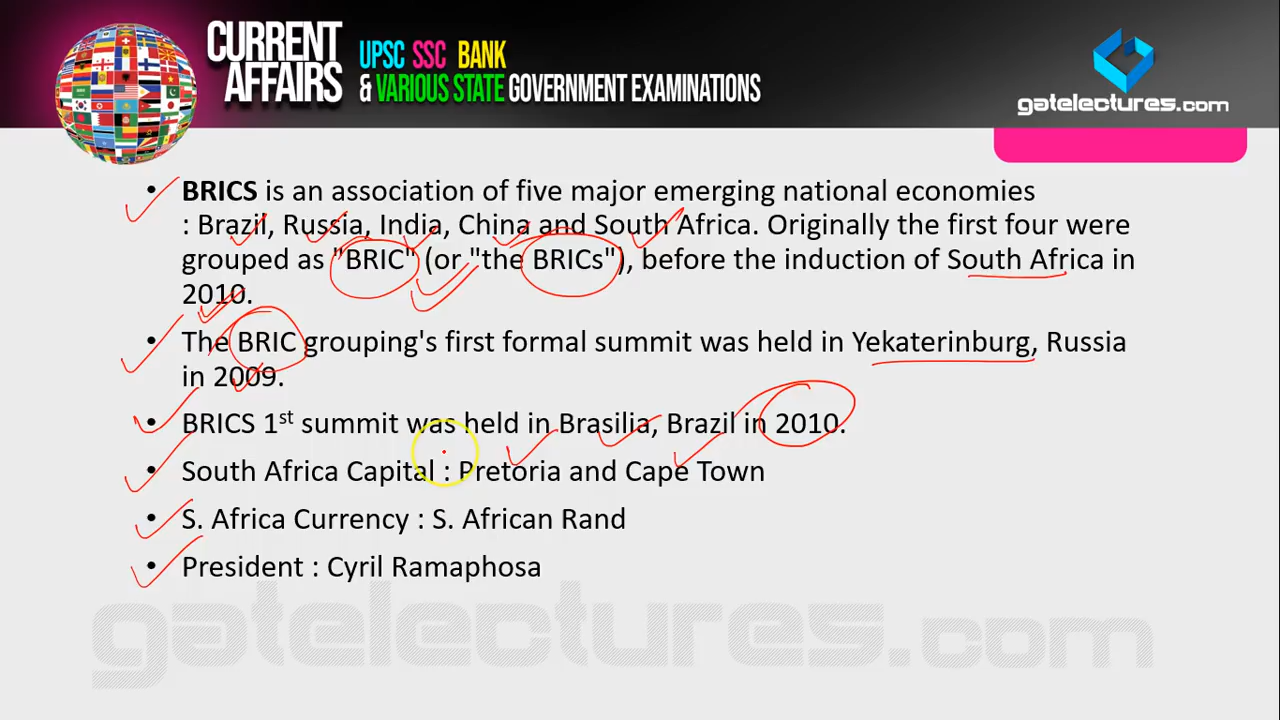 CURRENT
AFFAIRS
UPSC SSC BANK
& VARIOUS STATE GOVERNMENT EXAMINATIONS
gatelectures.com
• BRICS is an association of five major emerging national economies
: Brazil, Russia, India, China and South Africa. Originally the first four were
grouped as "BRIC" (or "the BRICs"), before the induction of South Africa in
2010.
• The BRIC grouping's first formal summit was held in Yekaterinburg, Russia
in 2009.
• BRICS 1st summit was held in Brasilia, Brazil in 2010.
• South Africa Capital : Pretoria and Cape Town
• S. Africa Currency : S. African Rand
• President : Cyril Ramaphosa
gatelectures.com